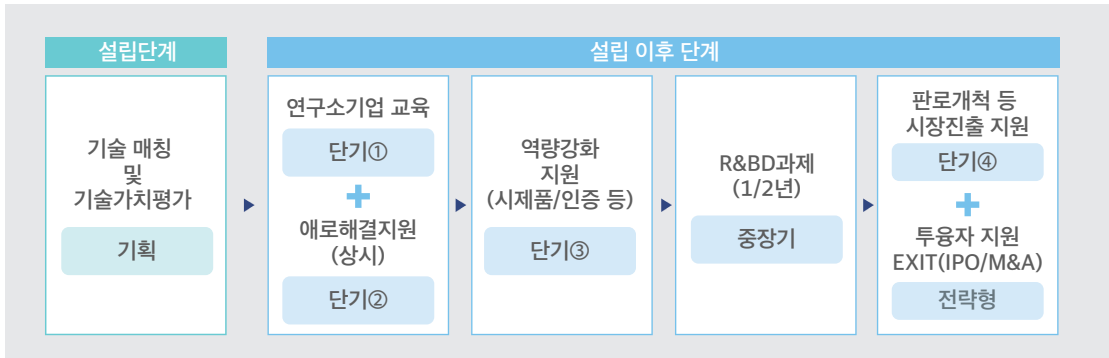 설립단계
설립 이후 단계
기술 매칭
및
기술가치평가
기획
연구소기업 교육
단기①
애로해결지원
(상시)
단기②
역량강화
지원
(시제품/인증 등)
단기③
R&BD과제
(1/2년)
중장기
판로개척 등
시장진출 지원
단기④
투융자 지원
EXIT(IPO/M&A)
전략형